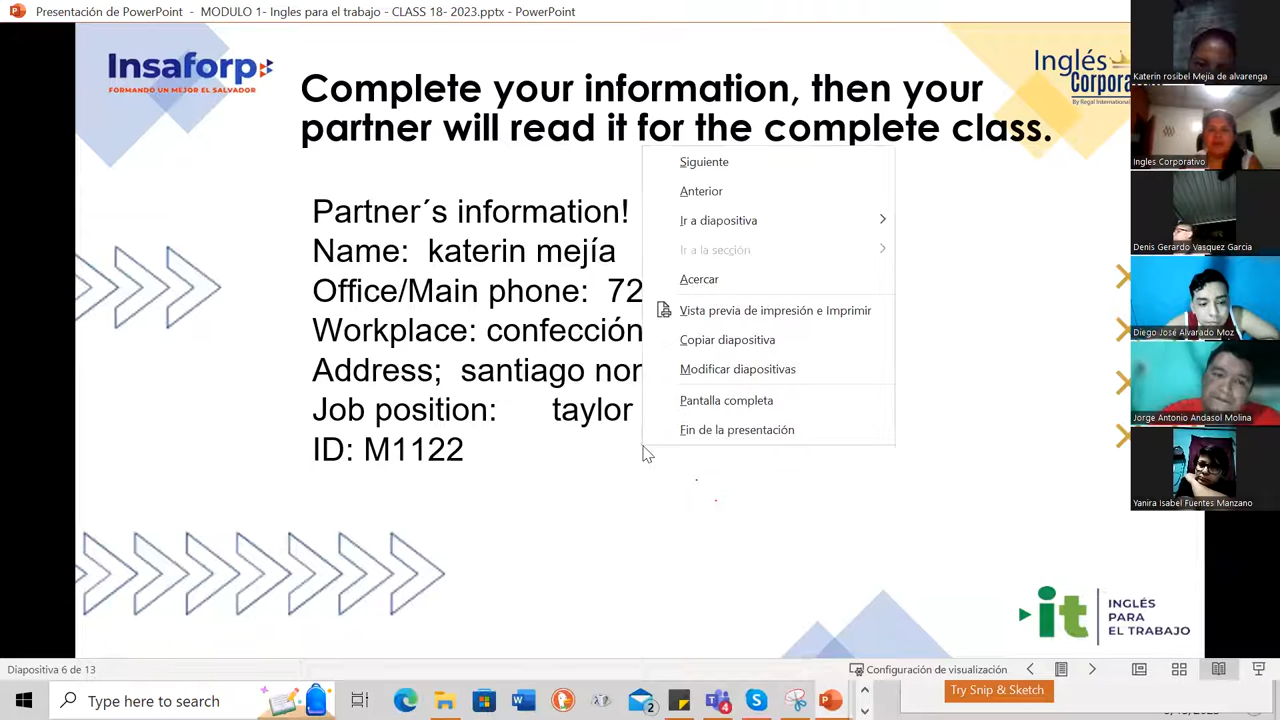 Presentación de PowerPoint - MODULO 1- Ingles para el trabajo - CLASS 18- 2023.pptx - PowerPoint
Insaforp
FORMANDO UN MEJOR EL SALVADOR
Complete your information, then your
partner will read it for the complete class.
Inglés
Corpora
By Regal International
Partner´s information!
Name: katerin mejía
Office/Main phone: 72
Workplace: confección
Address; santiago nor
Job position: taylor
ID: M1122
Siguiente
Anterior
Ir a diapositiva
Ir a la sección
Acercar
Vista previa de impresión e Imprimir
Copiar diapositiva
Modificar diapositivas
Pantalla completa
Fin de la presentación
Katerin rosibel Mejía de alvarenga
Ingles Corporativo
Denis Gerardo Vasquez Garcia
Diego José Alvarado Moz
Jorge Antonio Andasol Molina
Yanira Isabel Fuentes Manzano
it
INGLÉS
PARA
EL TRABAJO
Diapositiva 6 de 13
Configuración de visualización
Type here to search
2
4
Try Snip & Sketch